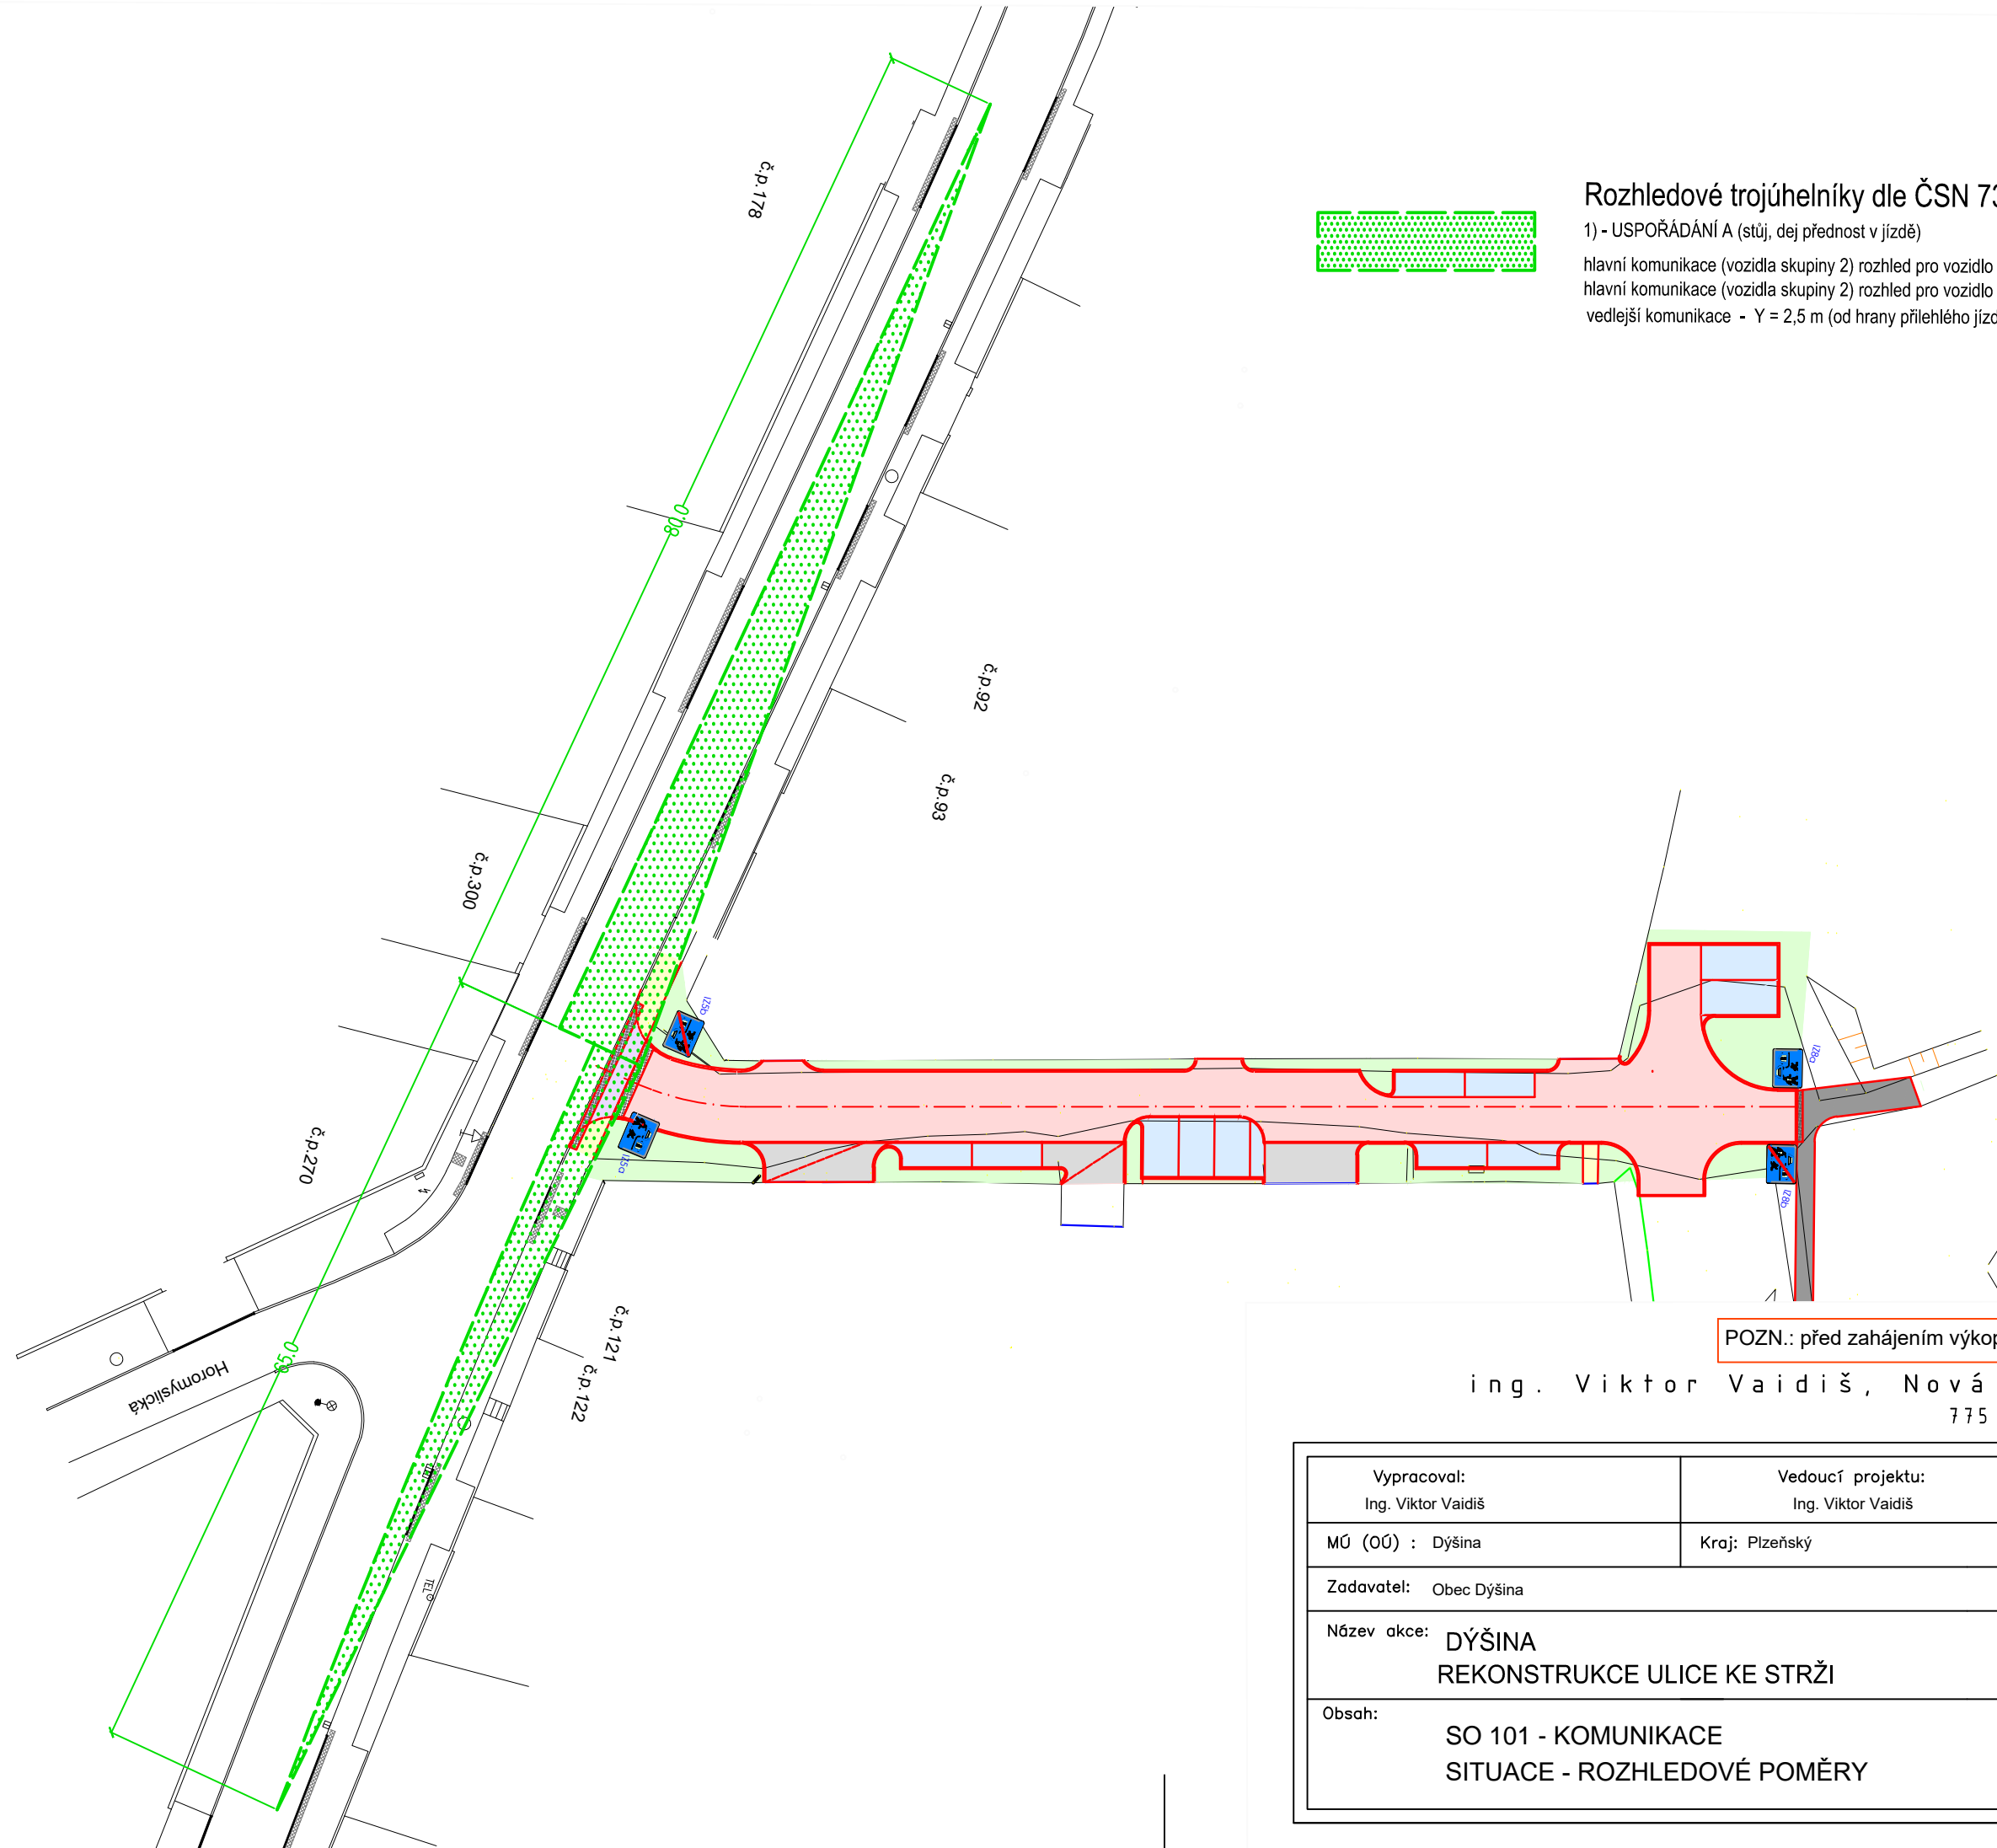 Rozhledové trojúhelníky dle ČSN 73
1) - USPOŘÁDÁNÍ A (stůj, dej přednost v jízdě)
hlavní komunikace (vozidla skupiny 2) rozhled pro vozidlo
hlavní komunikace (vozidla skupiny 2) rozhled pro vozidlo
vedlejší komunikace - Y = 2,5 m (od hrany přilehlého jízd
č.p.178
80.0
č.p.92
č.p.93
č.p.300
IZ5b
IZ8a
IZ5a
č.p.270
IZ8b
č.p.121
č.p.122
65.0
Horomyslická
TEL
POZN.: před zahájením výkop
ing. Viktor Vaidiš, Nová
775
Vypracoval:
Ing. Viktor Vaidiš
Vedoucí projektu:
Ing. Viktor Vaidiš
MÚ (OÚ) : Dýšina
Kraj: Plzeňský
Zadavatel: Obec Dýšina
Název akce: DÝŠINA
REKONSTRUKCE ULICE KE STRŽI
Obsah:
SO 101 - KOMUNIKACE
SITUACE - ROZHLEDOVÉ POMĚRY